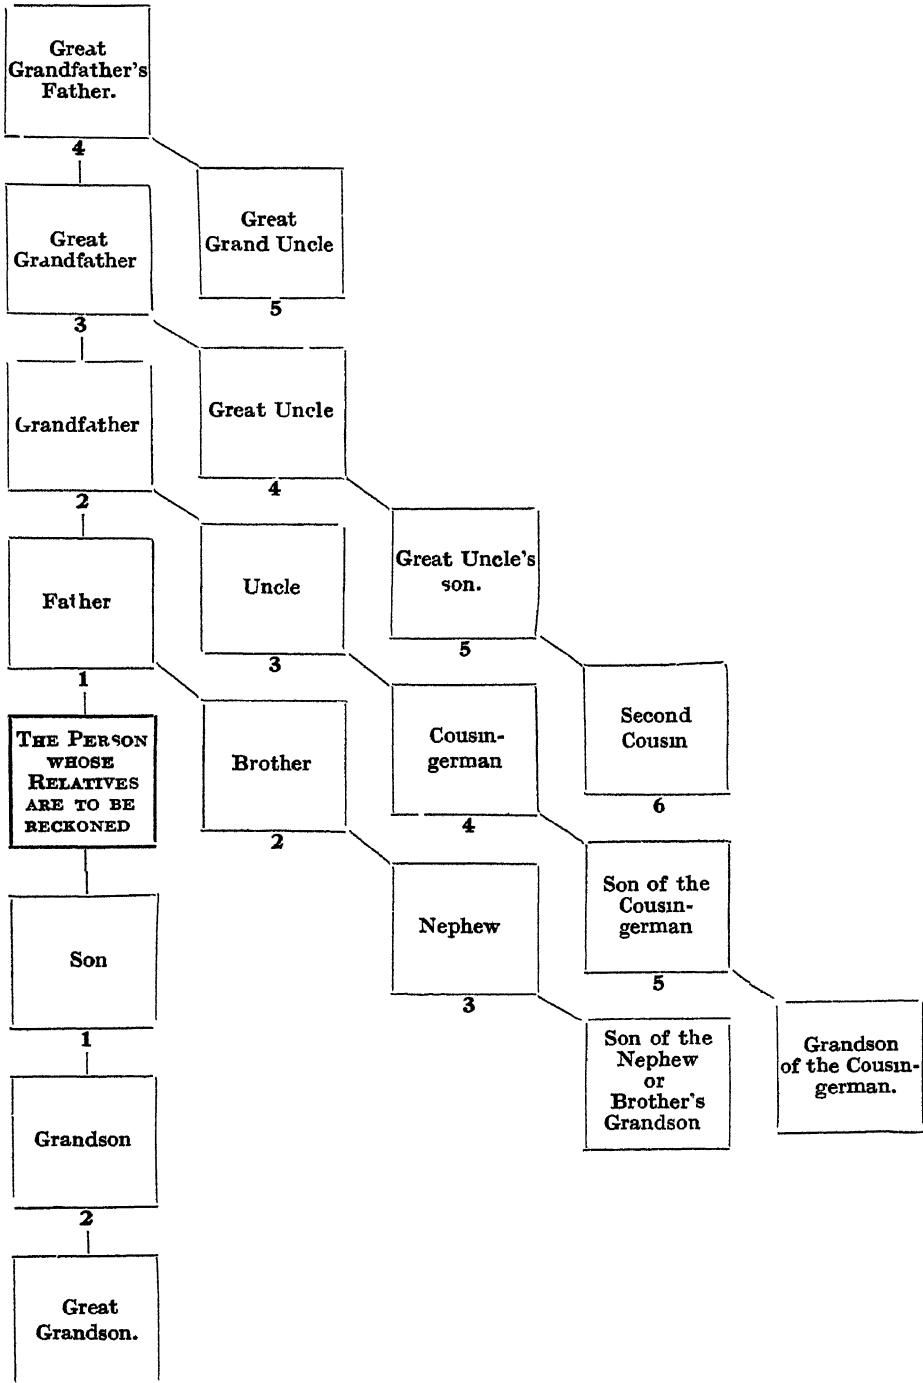 Great
Grandfather's
Father.
4
Great
Grand Uncle
5
Great
Grandfather
3
Great Uncle
4
Grandfather
2
Great Uncle's
son.
5
Uncle
3
Father
1
Second
Cousin
6
Cousin-
german
4
Brother
2
THE PERSON
WHOSE
RELATIVES
ARE TO BE
RECKONED
Son of the
Cousin-
german
5
Nephew
3
Son
1
Grandson
of the Cousin-
german.
Son of the
Nephew
or
Brother's
Grandson
Grandson
2
Great
Grandson.